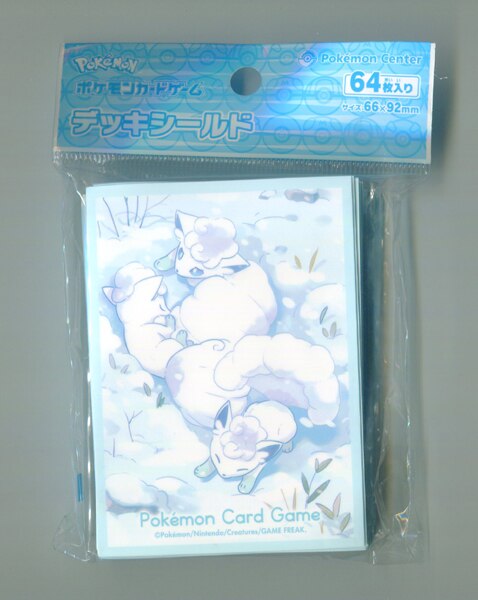 Pokémon
Pokémon Center
ポケモンカードゲーム
64枚入り
デッキシールド
サイズ 66×92mm
Pokémon Card Game
©Pokémon/Nintendo/Creatures/GAME FREAK.